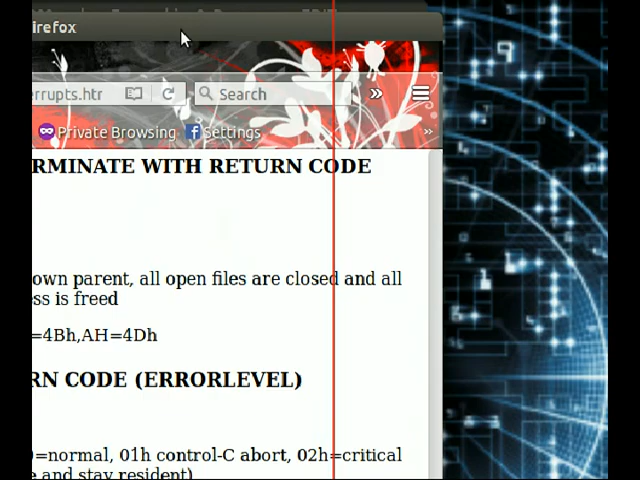 irefox
errupts.htr
Search
»
Private Browsing
Settings
»
RMINATE WITH RETURN CODE
own parent, all open files are closed and all
ss is freed
=4Bh,AH=4Dh
RN CODE (ERRORLEVEL)
=normal, 01h control-C abort, 02h=critical
e and stay resident)